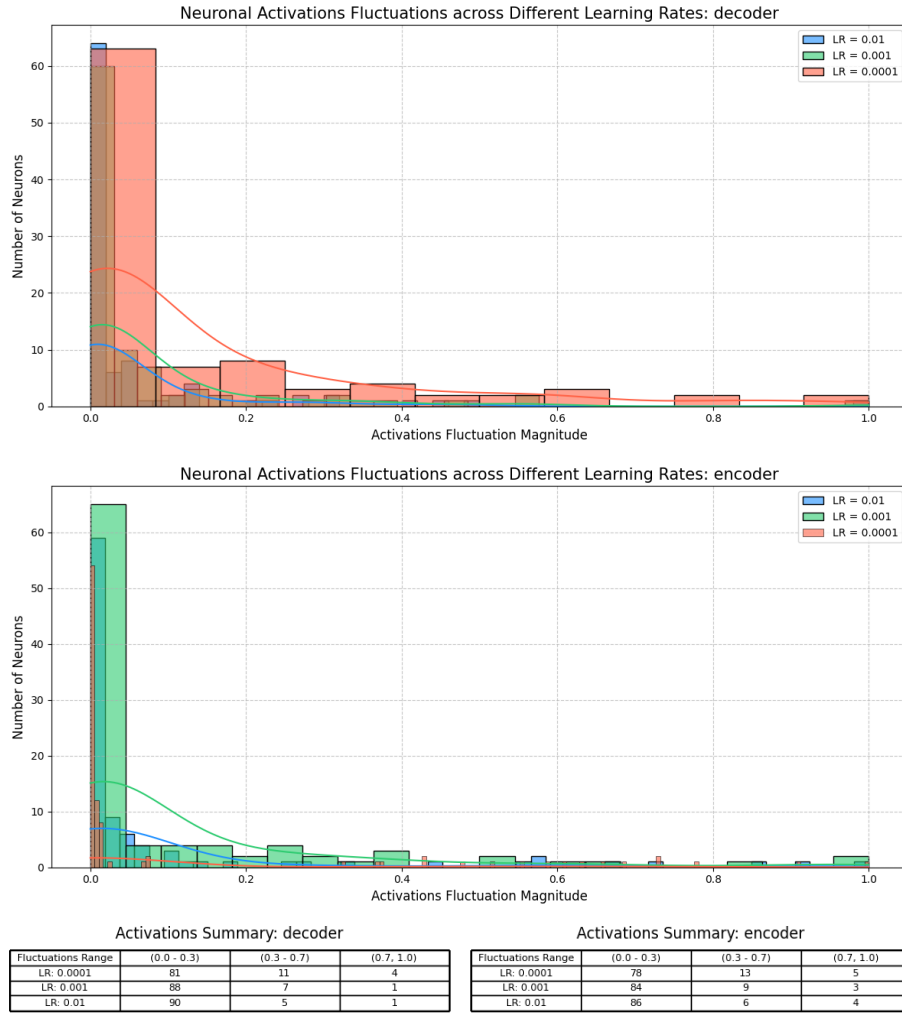 Neuronal Activations Fluctuations across Different Learning Rates: decoder
LR = 0.01
LR = 0.001
LR = 0.0001
Number of Neurons
60
50
40
30
20
10
0
0.0 0.2 0.4 0.6 0.8 1.0
Activations Fluctuation Magnitude
Neuronal Activations Fluctuations across Different Learning Rates: encoder
LR = 0.01
LR = 0.001
LR = 0.0001
Number of Neurons
60
50
40
30
20
10
0
0.0 0.2 0.4 0.6 0.8 1.0
Activations Fluctuation Magnitude
Activations Summary: decoder
Fluctuations Range (0.0 - 0.3) (0.3 - 0.7) (0.7, 1.0)
LR: 0.0001 81 11 4
LR: 0.001 88 7 1
LR: 0.01 90 5 1
Activations Summary: encoder
Fluctuations Range (0.0 - 0.3) (0.3 - 0.7) (0.7, 1.0)
LR: 0.0001 78 13 5
LR: 0.001 84 9 3
LR: 0.01 86 6 4